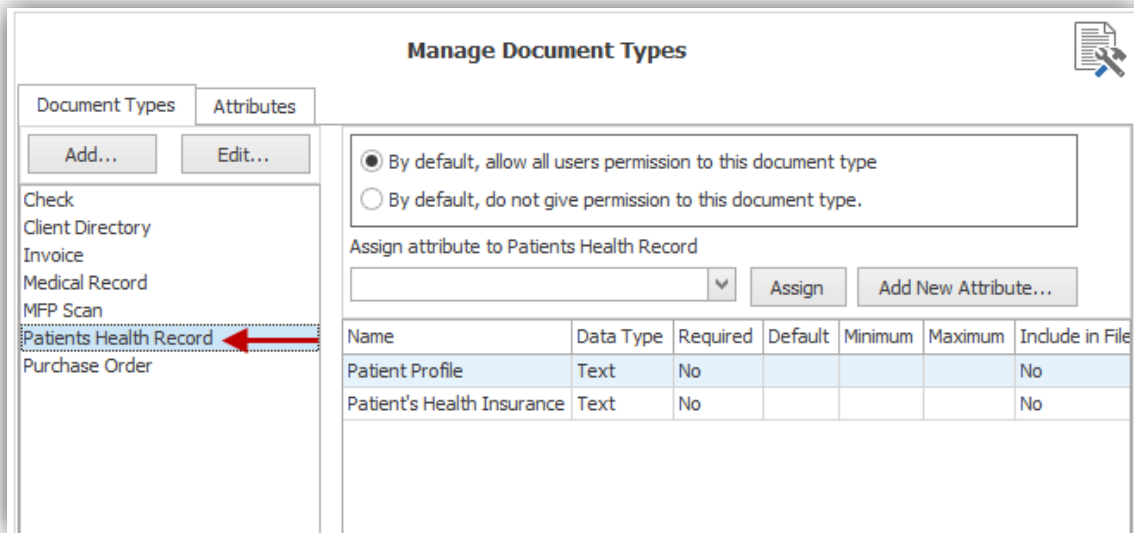 Manage Document Types
Document Types Attributes
Add... Edit...
Check
Client Directory
Invoice
Medical Record
MFP Scan
Patients Health Record
Purchase Order
By default, allow all users permission to this document type
By default, do not give permission to this document type.
Assign attribute to Patients Health Record
Assign Add New Attribute...
Name Data Type Required Default Minimum Maximum Include in File
Patient Profile Text No No
Patient's Health Insurance Text No No